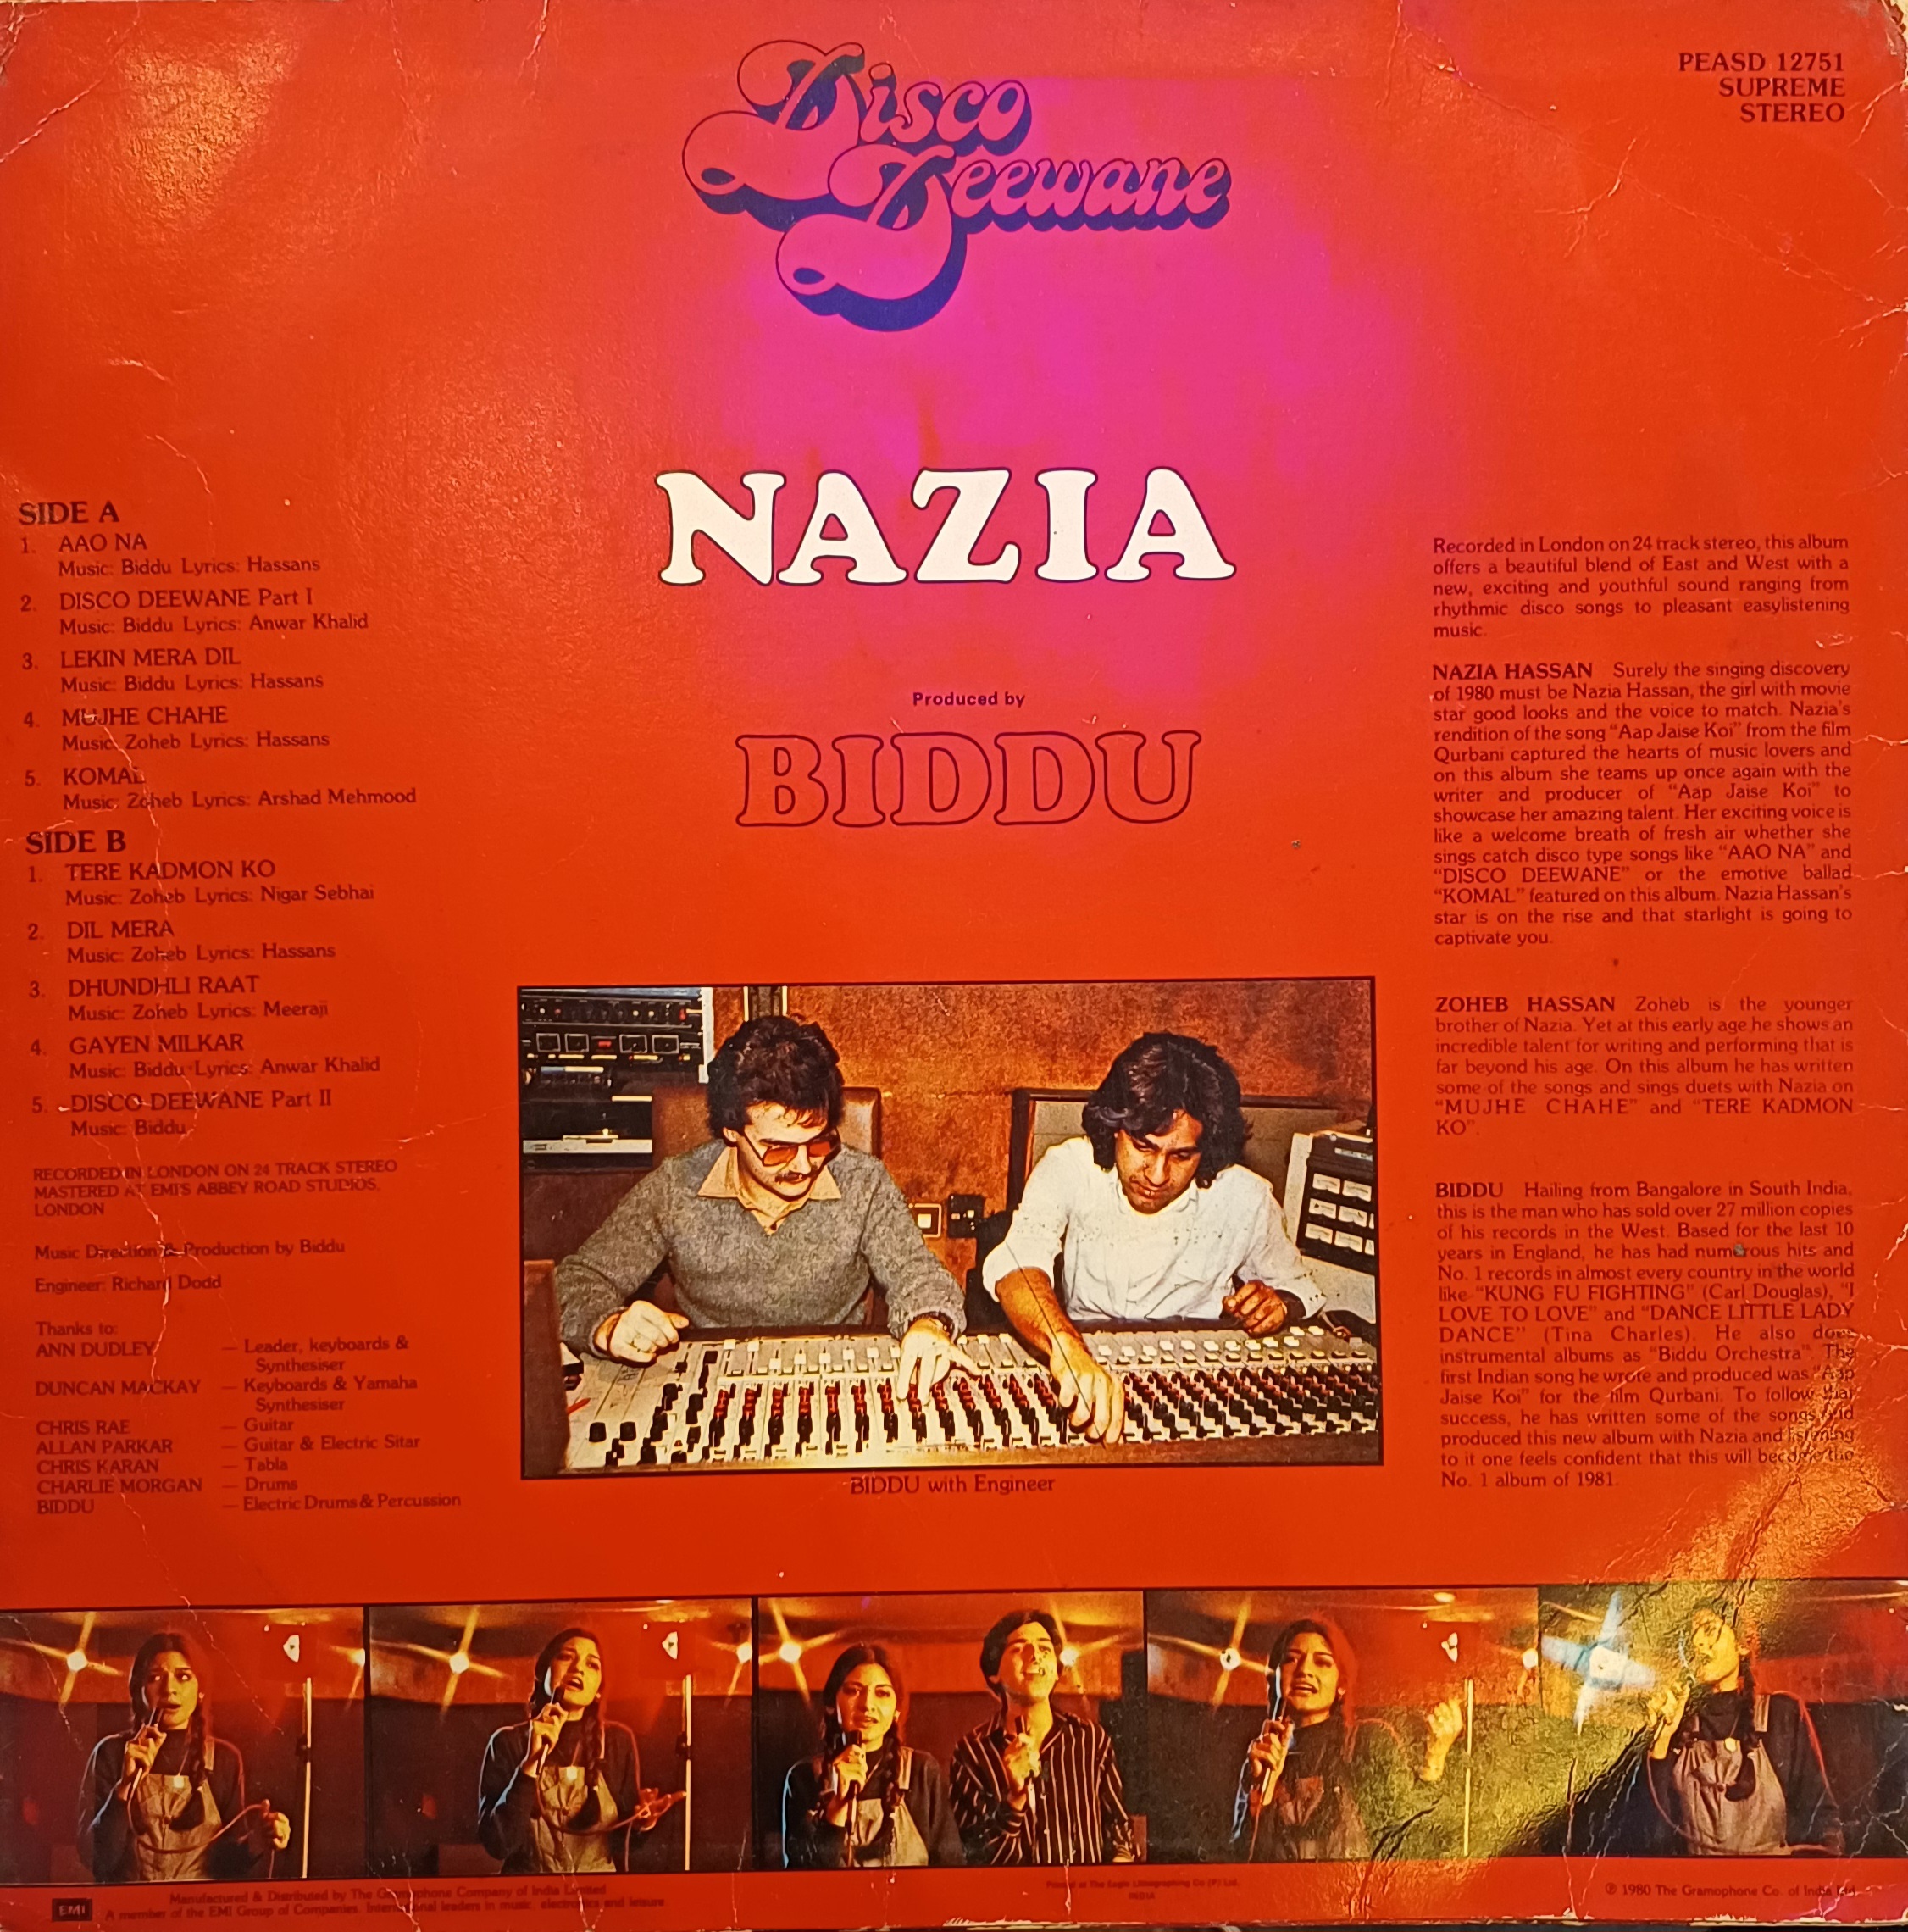 Disco
Deewane
PEASD 12751
SUPREME
STEREO
NAZIA
Produced by
BIDDU
SIDE A
1. AAO NA
Music: Biddu Lyrics: Hassans
2. DISCO DEEWANE Part I
Music: Biddu Lyrics: Anwar Khalid
3. LEKIN MERA DIL
Music: Biddu Lyrics: Hassans
4. MUJHE CHAHE
Music: Zoheb Lyrics: Hassans
5. KOMAL
Music: Zoheb Lyrics: Arshad Mehmood
SIDE B
1. TERE KADMON KO
Music: Zoheb Lyrics: Nigar Sebhai
2. DIL MERA
Music: Zoheb Lyrics: Hassans
3. DHUNDHLI RAAT
Music: Zoheb Lyrics: Meeraji
4. GAYEN MILKAR
Music: Biddu Lyrics: Anwar Khalid
5. DISCO DEEWANE Part II
Music: Biddu
RECORDED IN LONDON ON 24 TRACK STEREO
MASTERED AT EMI'S ABBEY ROAD STUDIOS,
LONDON
Music Direction & Production by Biddu
Engineer: Richard Dodd
Thanks to:
ANN DUDLEY — Leader, keyboards &
Synthesiser
DUNCAN MACKAY — Keyboards & Yamaha
Synthesiser
CHRIS RAE — Guitar
ALLAN PARKAR — Guitar & Electric Sitar
CHRIS KARAN — Tabla
CHARLIE MORGAN — Drums
BIDDU — Electric Drums & Percussion
BIDDU with Engineer
Recorded in London on 24 track stereo, this album
offers a beautiful blend of East and West with a
new, exciting and youthful sound ranging from
rhythmic disco songs to pleasant easylistening
music.
NAZIA HASSAN Surely the singing discovery
of 1980 must be Nazia Hassan, the girl with movie
star good looks and the voice to match. Nazia's
rendition of the song "Aap Jaise Koi" from the film
Qurbani captured the hearts of music lovers and
on this album she teams up once again with the
writer and producer of "Aap Jaise Koi" to
showcase her amazing talent. Her exciting voice is
like a welcome breath of fresh air whether she
sings catch disco type songs like "AAO NA" and
"DISCO DEEWANE" or the emotive ballad
"KOMAL" featured on this album. Nazia Hassan's
star is on the rise and that starlight is going to
captivate you.
ZOHEB HASSAN Zoheb is the younger
brother of Nazia. Yet at this early age he shows an
incredible talent for writing and performing that is
far beyond his age. On this album he has written
some of the songs and sings duets with Nazia on
"MUJHE CHAHE" and "TERE KADMON
KO".
BIDDU Hailing from Bangalore in South India,
this is the man who has sold over 27 million copies
of his records in the West. Based for the last 10
years in England, he has had numerous hits and
No. 1 records in almost every country in the world
like "KUNG FU FIGHTING" (Carl Douglas), "I
LOVE TO LOVE" and "DANCE LITTLE LADY
DANCE" (Tina Charles). He also does
instrumental albums as "Biddu Orchestra". The
first Indian song he wrote and produced was "Aap
Jaise Koi" for the film Qurbani. To follow that
success, he has written some of the songs and
produced this new album with Nazia and listening
to it one feels confident that this will become the
No. 1 album of 1981.
EMI
Manufactured & Distributed by The Gramophone Company of India Limited
A member of the EMI Group of Companies. International leaders in music, electronics and leisure
Printed at The Eagle Lithographing Co (P) Ltd.
INDIA
℗ 1980 The Gramophone Co. of India Ltd.